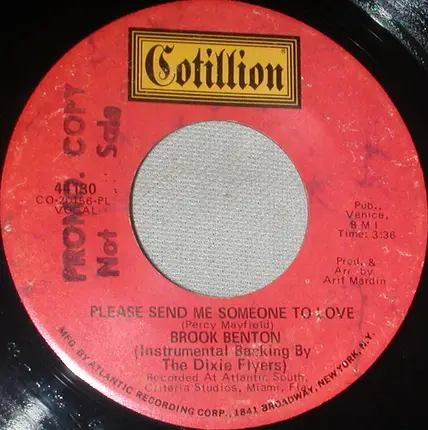 Cotillion
PROMO. COPY
Not Sale
44130
CO-20156-PL
VOCAL
Pub.,
Venice,
BMI
Time: 3:36
Prod. &
Arr. by
Arif Mardin
PLEASE SEND ME SOMEONE TO LOVE
(Percy Mayfield)
BROOK BENTON
(Instrumental Backing By
The Dixie Flyers)
Recorded At Atlantic South,
Criteria Studios, Miami, Fla.
MFG. BY ATLANTIC RECORDING CORP., 1841 BROADWAY, NEW YORK, N.Y.